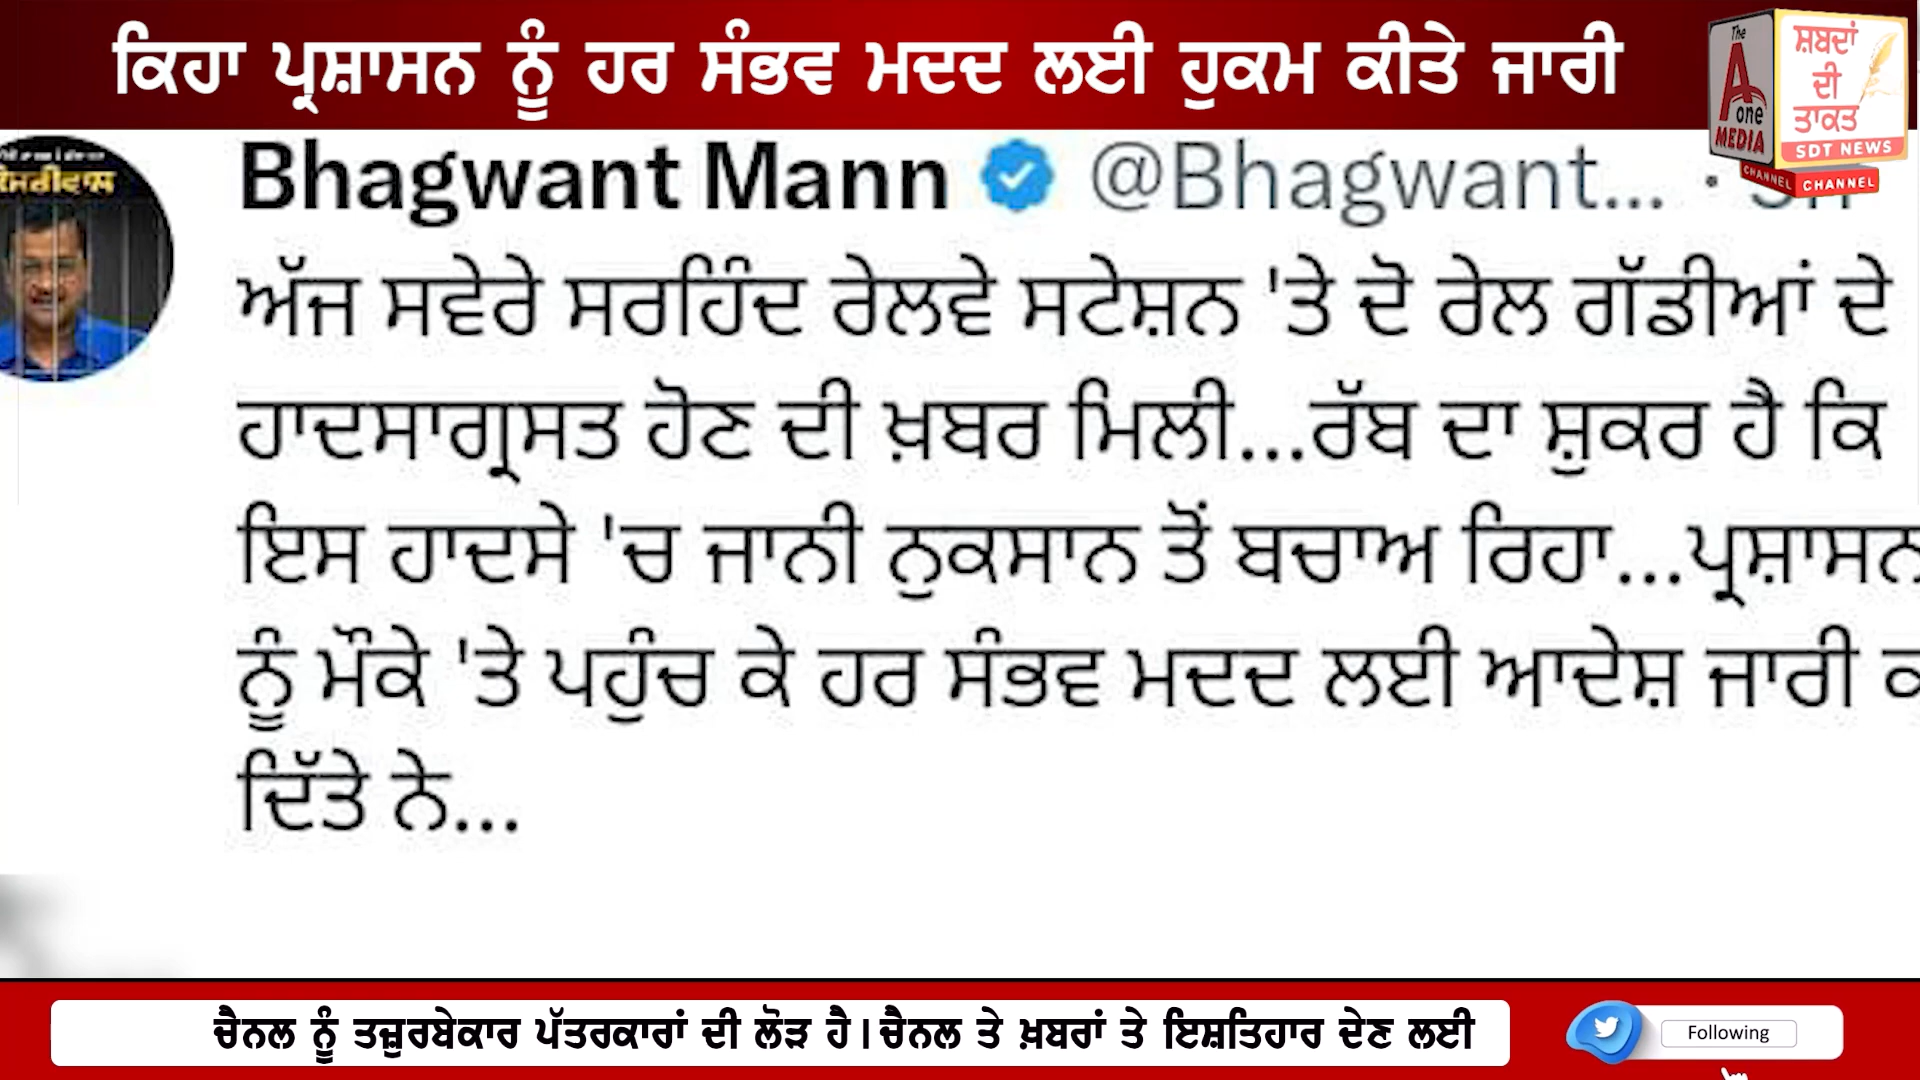 ਕਿਹਾ ਪ੍ਰਸ਼ਾਸਨ ਨੂੰ ਹਰ ਸੰਭਵ ਮਦਦ ਲਈ ਹੁਕਮ ਕੀਤੇ ਜਾਰੀ
The
A
one
MEDIA
CHANNEL
ਸ਼ਬਦਾਂ
ਦੀ
ਤਾਕਤ
SDT NEWS
CHANNEL
Bhagwant Mann @Bhagwant... ·
ਅੱਜ ਸਵੇਰੇ ਸਰਹਿੰਦ ਰੇਲਵੇ ਸਟੇਸ਼ਨ 'ਤੇ ਦੋ ਰੇਲ ਗੱਡੀਆਂ ਦੇ
ਹਾਦਸਾਗ੍ਰਸਤ ਹੋਣ ਦੀ ਖ਼ਬਰ ਮਿਲੀ...ਰੱਬ ਦਾ ਸ਼ੁਕਰ ਹੈ ਕਿ
ਇਸ ਹਾਦਸੇ 'ਚ ਜਾਨੀ ਨੁਕਸਾਨ ਤੋਂ ਬਚਾਅ ਰਿਹਾ...ਪ੍ਰਸ਼ਾਸਨ
ਨੂੰ ਮੌਕੇ 'ਤੇ ਪਹੁੰਚ ਕੇ ਹਰ ਸੰਭਵ ਮਦਦ ਲਈ ਆਦੇਸ਼ ਜਾਰੀ
ਦਿੱਤੇ ਨੇ...
ਚੈਨਲ ਨੂੰ ਤਜ਼ੁਰਬੇਕਾਰ ਪੱਤਰਕਾਰਾਂ ਦੀ ਲੋੜ ਹੈ।ਚੈਨਲ ਤੇ ਖ਼ਬਰਾਂ ਤੇ ਇਸ਼ਤਿਹਾਰ ਦੇਣ ਲਈ
Following